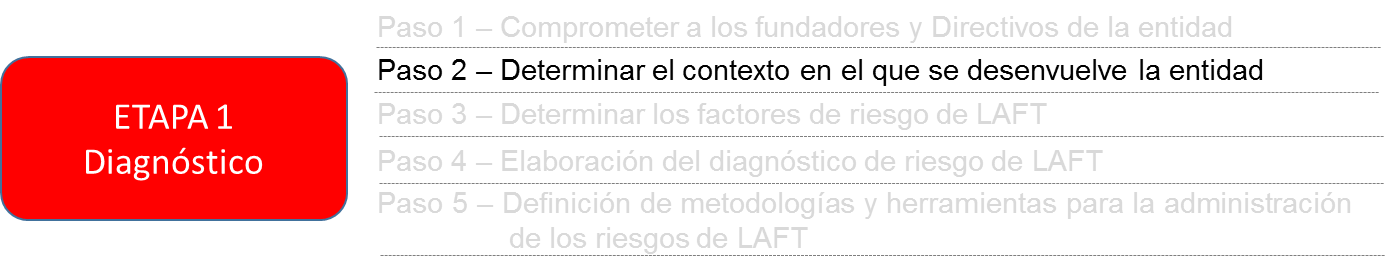 ETAPA 1
Diagnóstico
Paso 1 – Comprometer a los fundadores y Directivos de la entidad
Paso 2 – Determinar el contexto en el que se desenvuelve la entidad
Paso 3 – Determinar los factores de riesgo de LAFT
Paso 4 – Elaboración del diagnóstico de riesgo de LAFT
Paso 5 – Definición de metodologías y herramientas para la administración
de los riesgos de LAFT